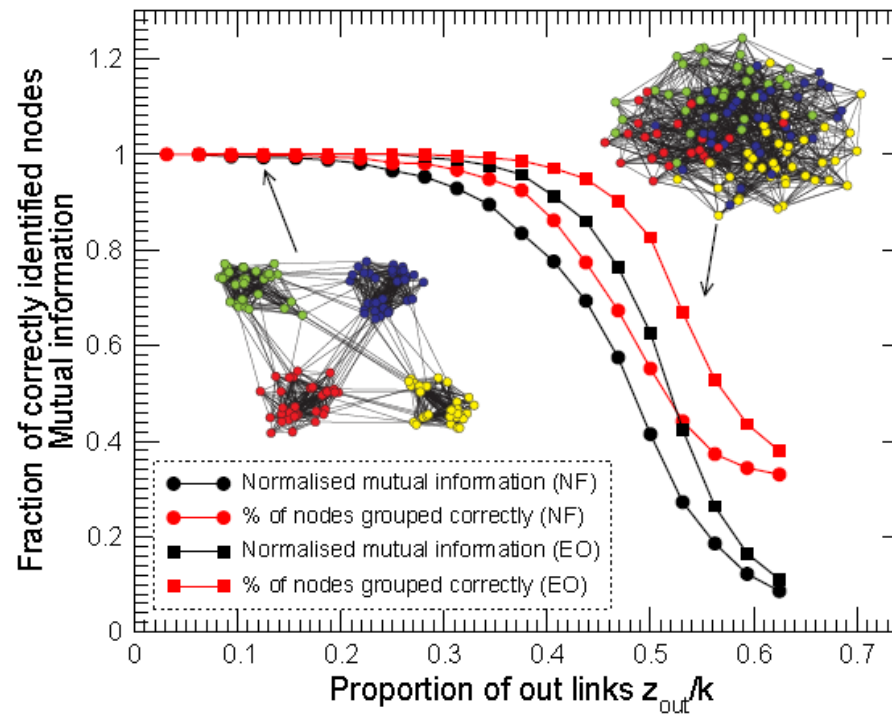 Fraction of correctly identified nodes
Mutual information
1.2
1
0.8
0.6
0.4
0.2
0
Normalised mutual information (NF)
% of nodes grouped correctly (NF)
Normalised mutual information (EO)
% of nodes grouped correctly (EO)
0 0.1 0.2 0.3 0.4 0.5 0.6 0.7
Proportion of out links z_out/k